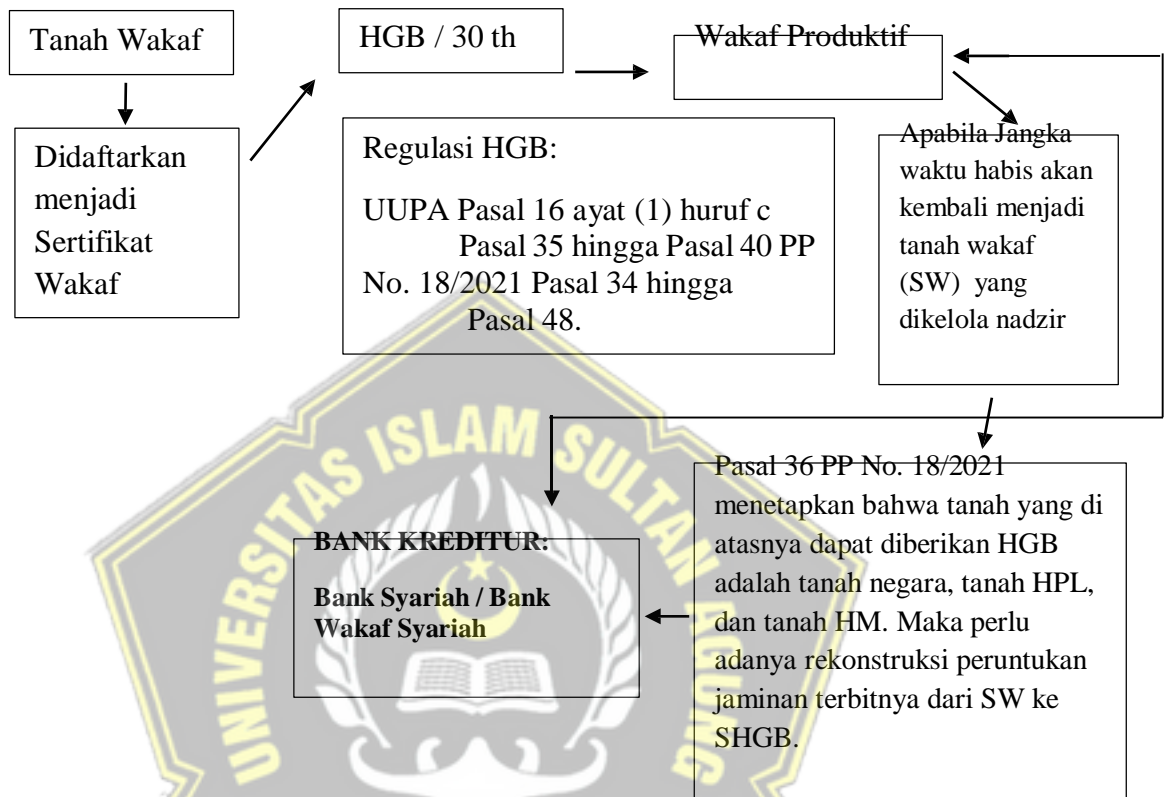 Tanah Wakaf
HGB / 30 th
Wakaf Produktif
Didaftarkan
menjadi
Sertifikat
Wakaf
Regulasi HGB:
UUPA Pasal 16 ayat (1) huruf c
Pasal 35 hingga Pasal 40 PP
No. 18/2021 Pasal 34 hingga
Pasal 48.
Apabila Jangka
waktu habis akan
kembali menjadi
tanah wakaf
(SW) yang
dikelola nadzir
Pasal 36 PP No. 18/2021
menetapkan bahwa tanah yang di
atasnya dapat diberikan HGB
adalah tanah negara, tanah HPL,
dan tanah HM. Maka perlu
adanya rekonstruksi peruntukan
jaminan terbitnya dari SW ke
SHGB.
BANK KREDITUR:
Bank Syariah / Bank
Wakaf Syariah
UNIVERSITAS ISLAM SULTAN AGUNG